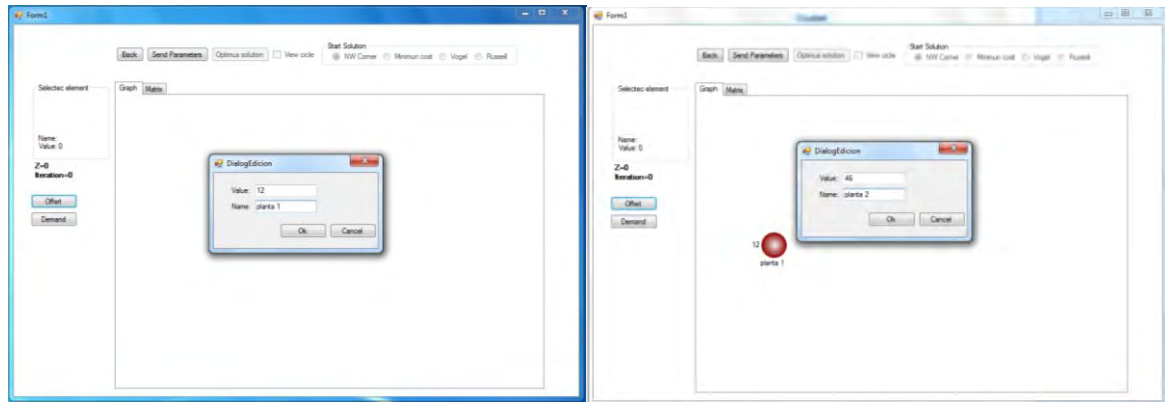 Form1
Start Solution
Back Send Parameters Optimus solution View cicle NW Corner Minimun cost Vogel Russell
Selectec element
Graph Matrix
Name:
Value: 0
Z=0
Iteration=0
Offset
Demand
DialogEdicion
Value: 12
Name: planta 1
Ok Cancel
Form1
Start Solution
Back Send Parameters Optimus solution View cicle NW Corner Minimun cost Vogel Russell
Selectec element
Graph Matrix
Name:
Value: 0
Z=0
Iteration=0
Offset
Demand
DialogEdicion
Value: 46
Name: planta 2
Ok Cancel
12
planta 1